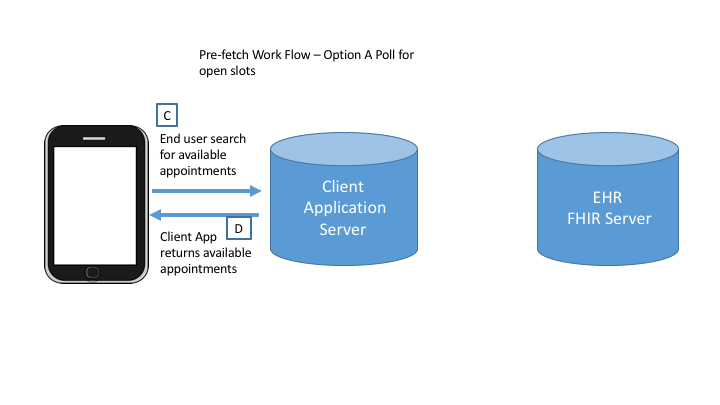 Pre-fetch Work Flow – Option A Poll for
open slots
C
End user search
for available
appointments
D
Client App
returns available
appointments
Client
Application
Server
EHR
FHIR Server